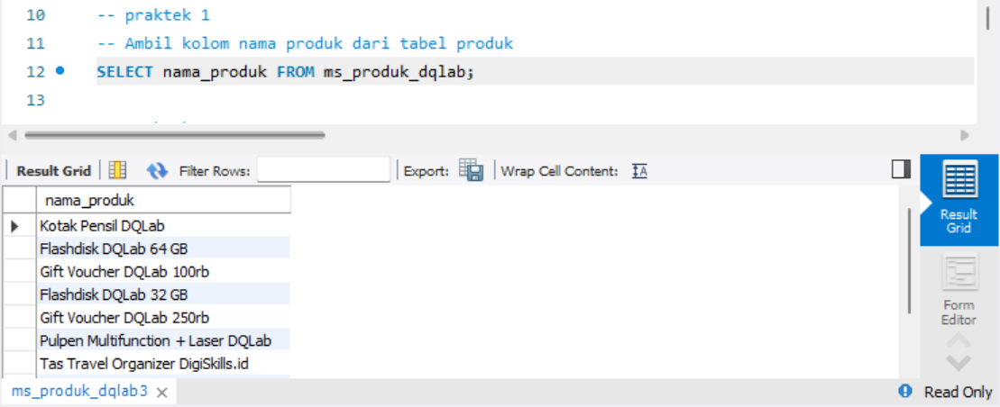 10 -- praktek 1
11 -- Ambil kolom nama produk dari tabel produk
12 SELECT nama_produk FROM ms_produk_dqlab;
13
Result Grid Filter Rows: Export: Wrap Cell Content: IA
nama_produk
Kotak Pensil DQLab
Flashdisk DQLab 64 GB
Gift Voucher DQLab 100rb
Flashdisk DQLab 32 GB
Gift Voucher DQLab 250rb
Pulpen Multifunction + Laser DQLab
Tas Travel Organizer DigiSkills.id
Result
Grid
Form
Editor
ms_produk_dqlab3
Read Only